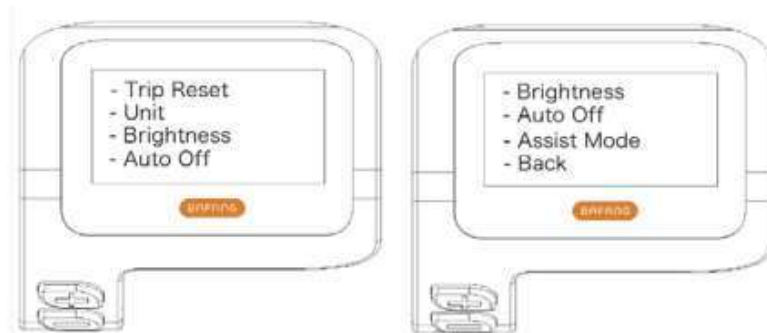 - Trip Reset
- Unit
- Brightness
- Auto Off
BAFANG
- Brightness
- Auto Off
- Assist Mode
- Back
BAFANG